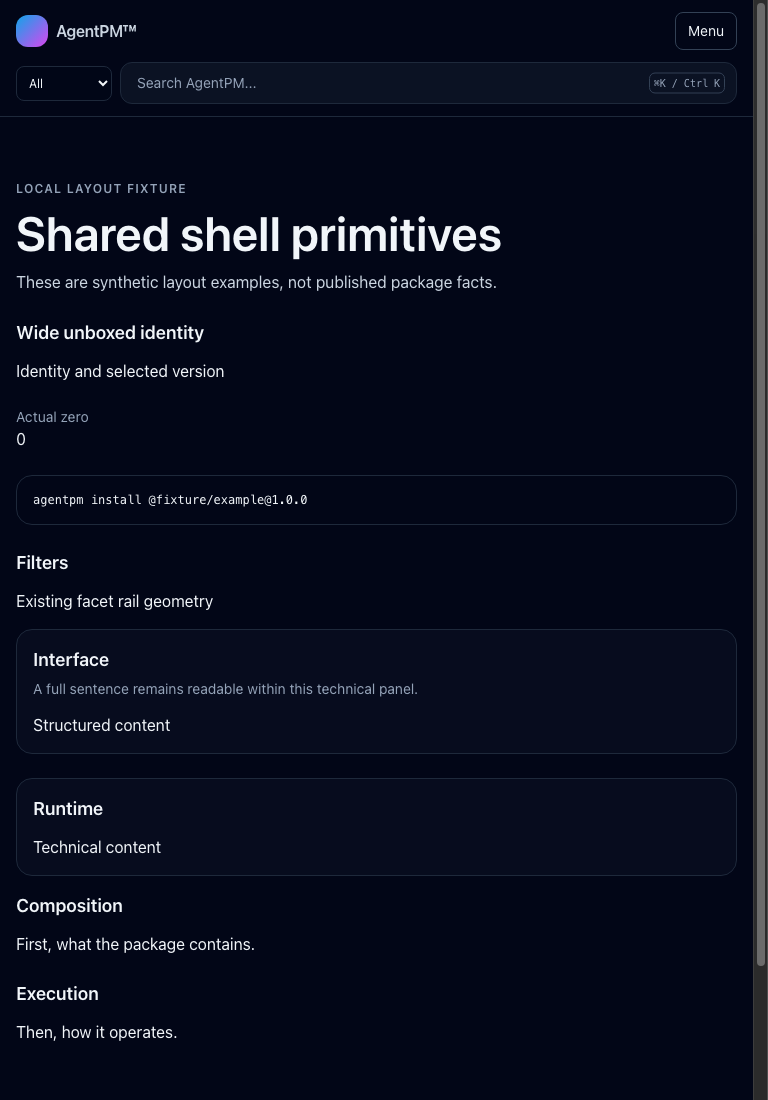 AgentPM™
Menu
All
Search AgentPM...
⌘K / Ctrl K
LOCAL LAYOUT FIXTURE
Shared shell primitives
These are synthetic layout examples, not published package facts.
Wide unboxed identity
Identity and selected version
Actual zero
0
agentpm install @fixture/example@1.0.0
Filters
Existing facet rail geometry
Interface
A full sentence remains readable within this technical panel.
Structured content
Runtime
Technical content
Composition
First, what the package contains.
Execution
Then, how it operates.